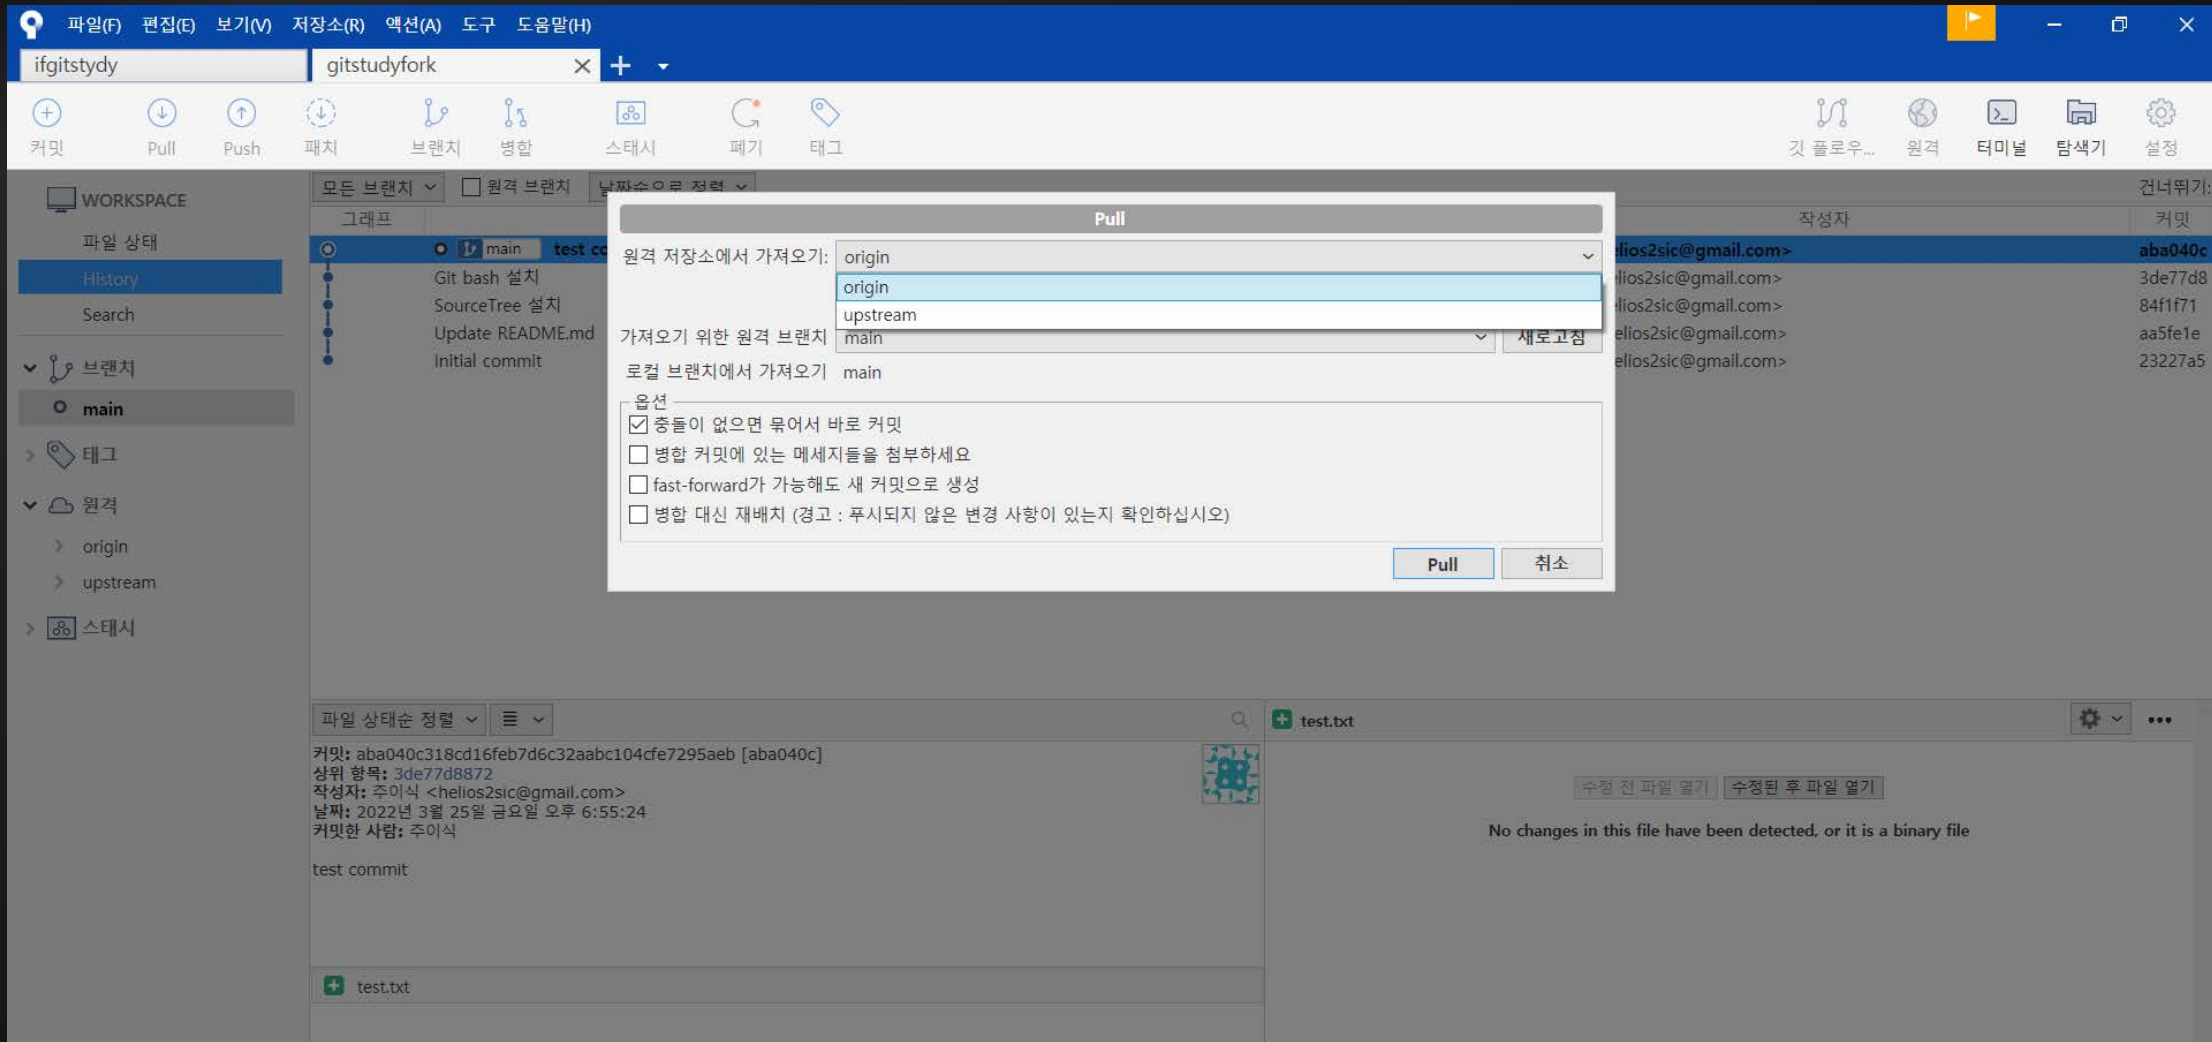 파일(F) 편집(E) 보기(V) 저장소(R) 액션(A) 도구 도움말(H)
ifgitstydy gitstudyfork
커밋 Pull Push 패치 브랜치 병합 스태시 폐기 태그 깃 플로우... 원격 터미널 탐색기 설정
WORKSPACE
파일 상태
History
Search
브랜치
main
태그
원격
origin
upstream
스태시
모든 브랜치 원격 브랜치 날짜순으로 정렬 건너뛰기:
그래프 작성자 커밋
main test co lios2sic@gmail.com> aba040c
Git bash 설치 lios2sic@gmail.com> 3de77d8
SourceTree 설치 lios2sic@gmail.com> 84f1f71
Update README.md elios2sic@gmail.com> aa5fe1e
Initial commit elios2sic@gmail.com> 23227a5
Pull
원격 저장소에서 가져오기: origin
origin
upstream
가져오기 위한 원격 브랜치 main 새로고침
로컬 브랜치에서 가져오기 main
옵션
충돌이 없으면 묶어서 바로 커밋
병합 커밋에 있는 메세지들을 첨부하세요
fast-forward가 가능해도 새 커밋으로 생성
병합 대신 재배치 (경고 : 푸시되지 않은 변경 사항이 있는지 확인하십시오)
Pull 취소
파일 상태순 정렬
커밋: aba040c318cd16feb7d6c32aabc104cfe7295aeb [aba040c]
상위 항목: 3de77d8872
작성자: 주이식 <helios2sic@gmail.com>
날짜: 2022년 3월 25일 금요일 오후 6:55:24
커밋한 사람: 주이식
test commit
test.txt
test.txt
수정 전 파일 열기 수정된 후 파일 열기
No changes in this file have been detected, or it is a binary file